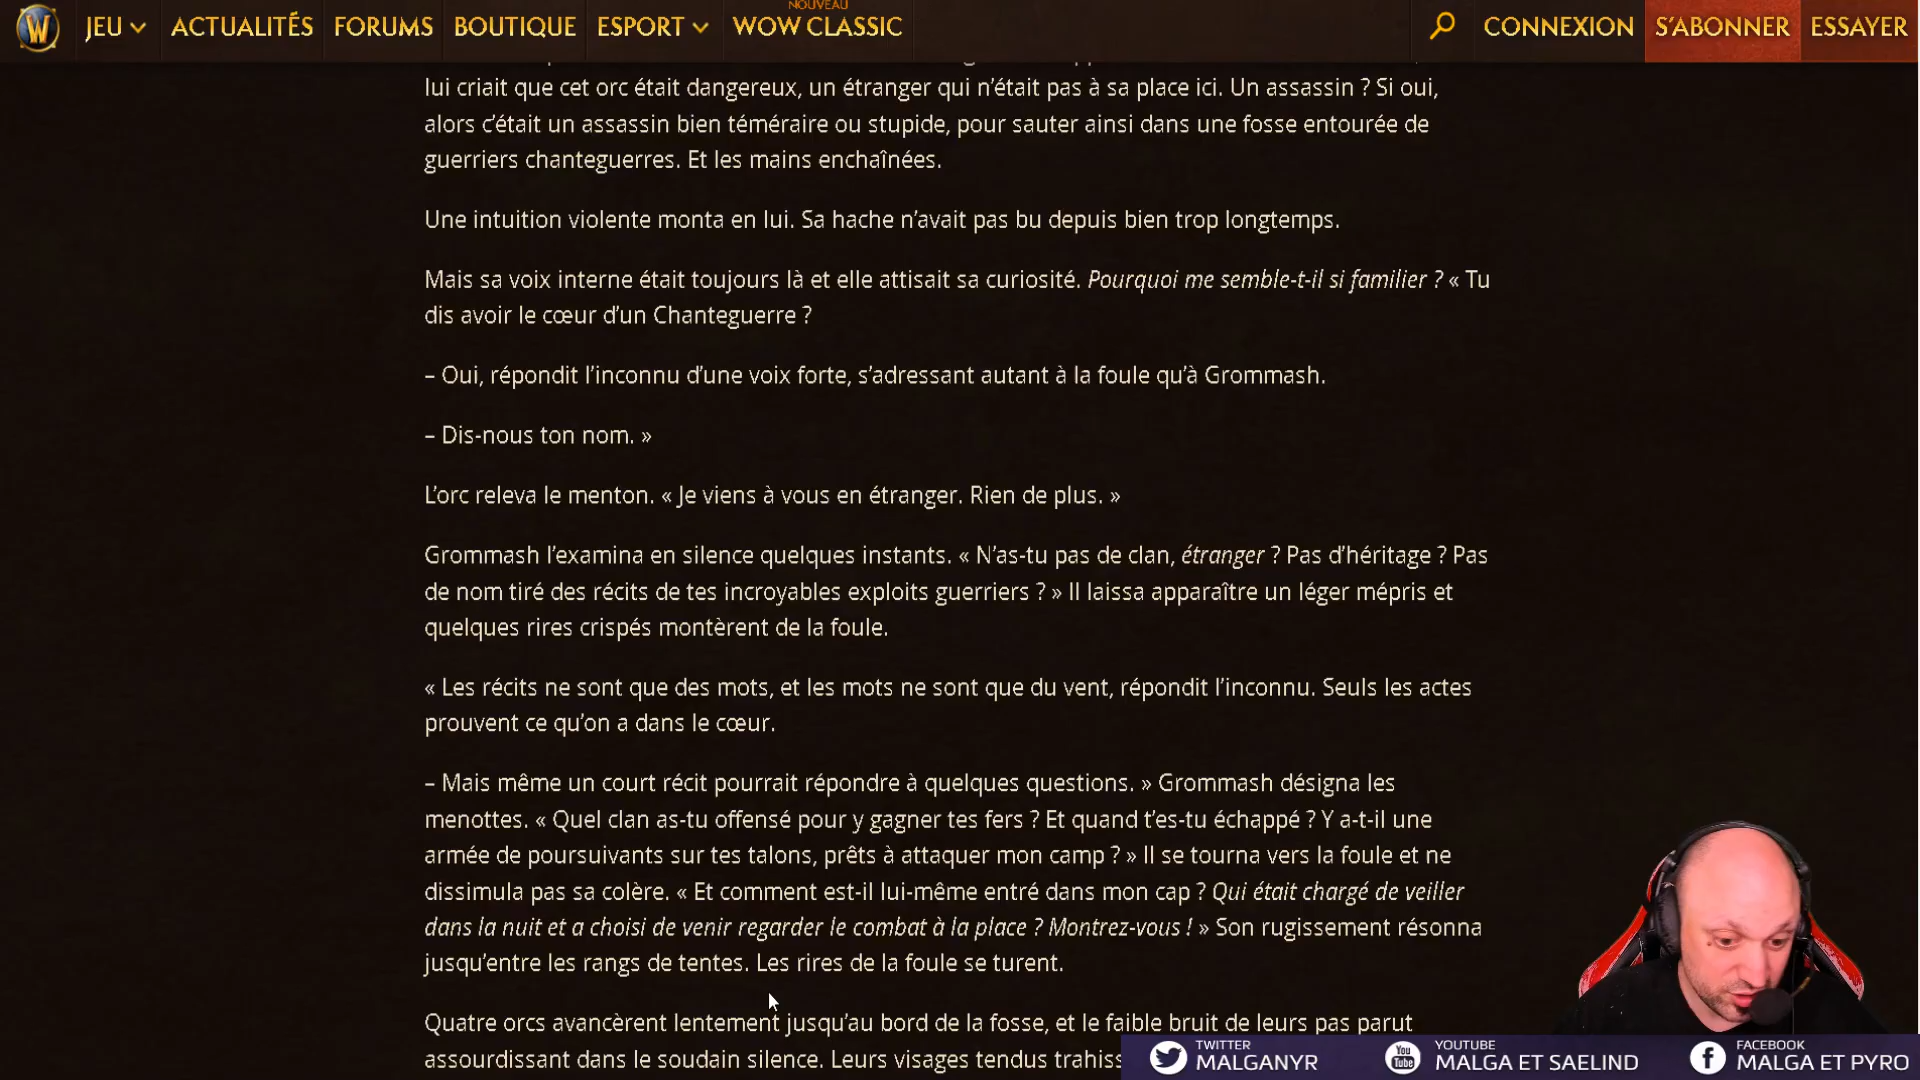 NOUVEAU
JEU ACTUALITÉS FORUMS BOUTIQUE ESPORT WOW CLASSIC CONNEXION S'ABONNER ESSAYER
lui criait que cet orc était dangereux, un étranger qui n’était pas à sa place ici. Un assassin ? Si oui,
alors c’était un assassin bien téméraire ou stupide, pour sauter ainsi dans une fosse entourée de
guerriers chanteguerres. Et les mains enchaînées.
Une intuition violente monta en lui. Sa hache n’avait pas bu depuis bien trop longtemps.
Mais sa voix interne était toujours là et elle attisait sa curiosité. Pourquoi me semble-t-il si familier ? « Tu
dis avoir le cœur d’un Chanteguerre ?
– Oui, répondit l’inconnu d’une voix forte, s’adressant autant à la foule qu’à Grommash.
– Dis-nous ton nom. »
L’orc releva le menton. « Je viens à vous en étranger. Rien de plus. »
Grommash l’examina en silence quelques instants. « N’as-tu pas de clan, étranger ? Pas d’héritage ? Pas
de nom tiré des récits de tes incroyables exploits guerriers ? » Il laissa apparaître un léger mépris et
quelques rires crispés montèrent de la foule.
« Les récits ne sont que des mots, et les mots ne sont que du vent, répondit l’inconnu. Seuls les actes
prouvent ce qu’on a dans le cœur.
– Mais même un court récit pourrait répondre à quelques questions. » Grommash désigna les
menottes. « Quel clan as-tu offensé pour y gagner tes fers ? Et quand t’es-tu échappé ? Y a-t-il une
armée de poursuivants sur tes talons, prêts à attaquer mon camp ? » Il se tourna vers la foule et ne
dissimula pas sa colère. « Et comment est-il lui-même entré dans mon cap ? Qui était chargé de veiller
dans la nuit et a choisi de venir regarder le combat à la place ? Montrez-vous ! » Son rugissement résonna
jusqu’entre les rangs de tentes. Les rires de la foule se turent.
Quatre orcs avancèrent lentement jusqu’au bord de la fosse, et le faible bruit de leurs pas parut
assourdissant dans le soudain silence. Leurs visages tendus trahiss
TWITTER
MALGANYR
You Tube
YOUTUBE
MALGA ET SAELIND
FACEBOOK
MALGA ET PYRO